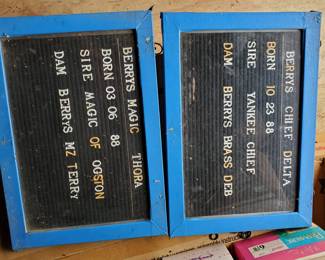 BERRYS MAGIC THORA
BORN 03 06 88
SIRE MAGIC OF OGSTON
DAM BERRYS MZ TERRY
BERRYS CHIEF DELTA
BORN 10 23 88
SIRE YANKEE CHIEF
DAM BERRYS BRASS DEB